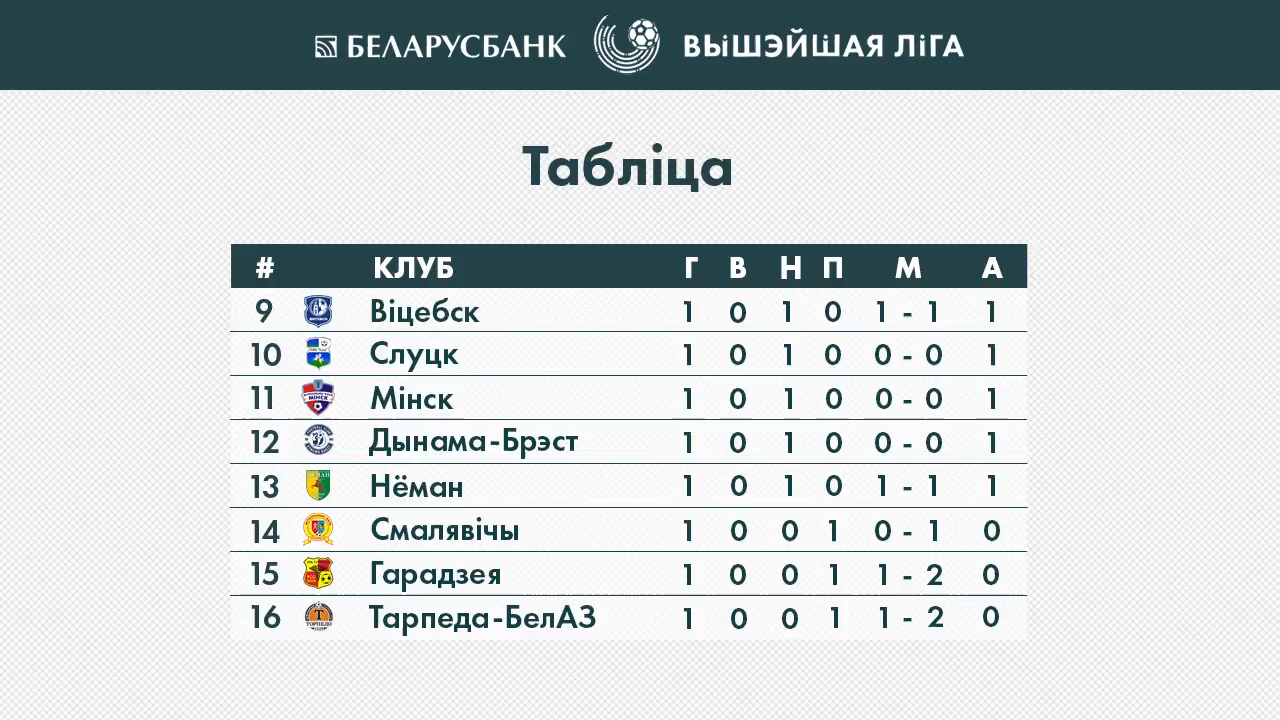 БЕЛАРУСБАНК ВЫШЭЙШАЯ ЛІГА
Табліца
# КЛУБ Г В Н П М А
9 Віцебск 1 0 1 0 1 - 1 1
10 Слуцк 1 0 1 0 0 - 0 1
11 МІНСК Мінск 1 0 1 0 0 - 0 1
12 Дынама-Брэст 1 0 1 0 0 - 0 1
13 Нёман 1 0 1 0 1 - 1 1
14 Смалявічы 1 0 0 1 0 - 1 0
15 Гарадзея 1 0 0 1 1 - 2 0
16 ТОРПЕДО Тарпеда-БелАЗ 1 0 0 1 1 - 2 0